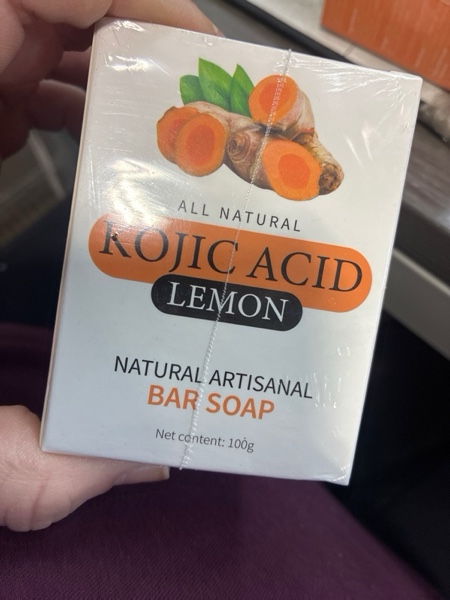 ALL NATURAL
KOJIC ACID
LEMON
NATURAL ARTISANAL
BAR SOAP
Net content: 100g